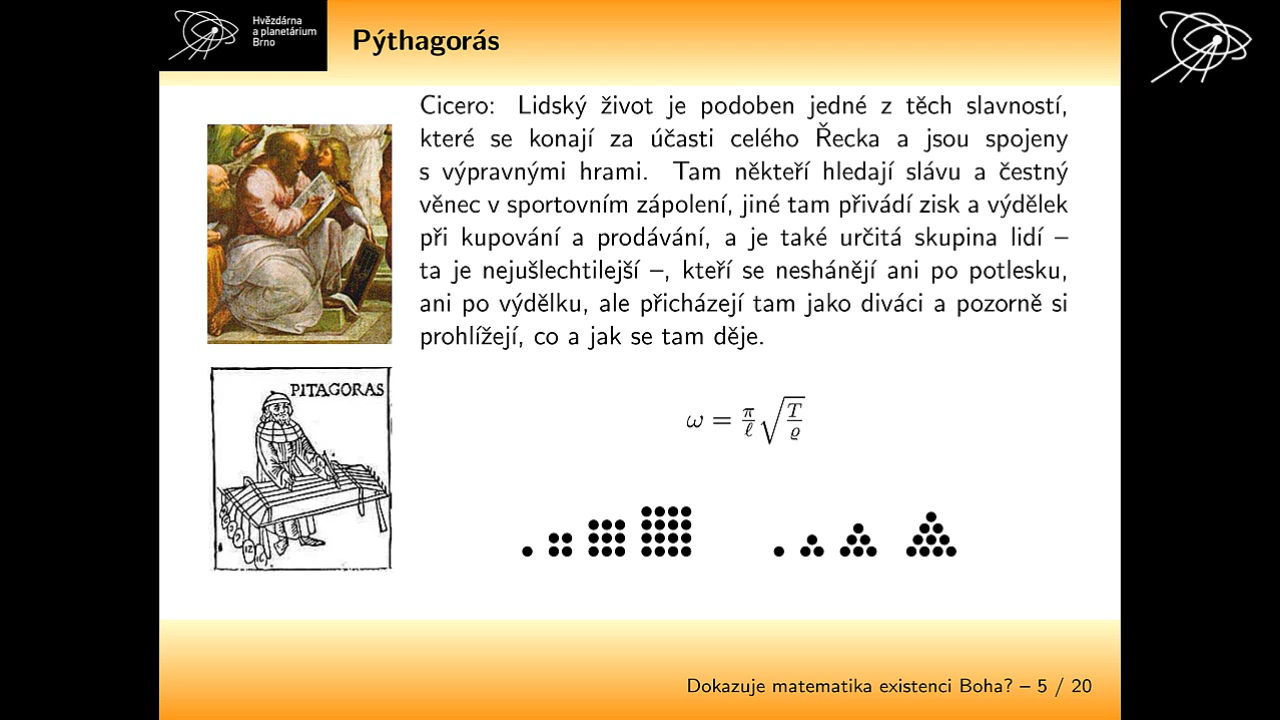 Hvězdárna
a planetárium
Brno
Pýthagorás
Cicero: Lidský život je podoben jedné z těch slavností,
které se konají za účasti celého Řecka a jsou spojeny
s výpravnými hrami. Tam někteří hledají slávu a čestný
věnec v sportovním zápolení, jiné tam přivádí zisk a výdělek
při kupování a prodávání, a je také určitá skupina lidí –
ta je nejušlechtilejší –, kteří se neshánějí ani po potlesku,
ani po výdělku, ale přicházejí tam jako diváci a pozorně si
prohlížejí, co a jak se tam děje.
PITAGORAS
ω = π/ℓ √(T/ϱ)
Dokazuje matematika existenci Boha? – 5 / 20